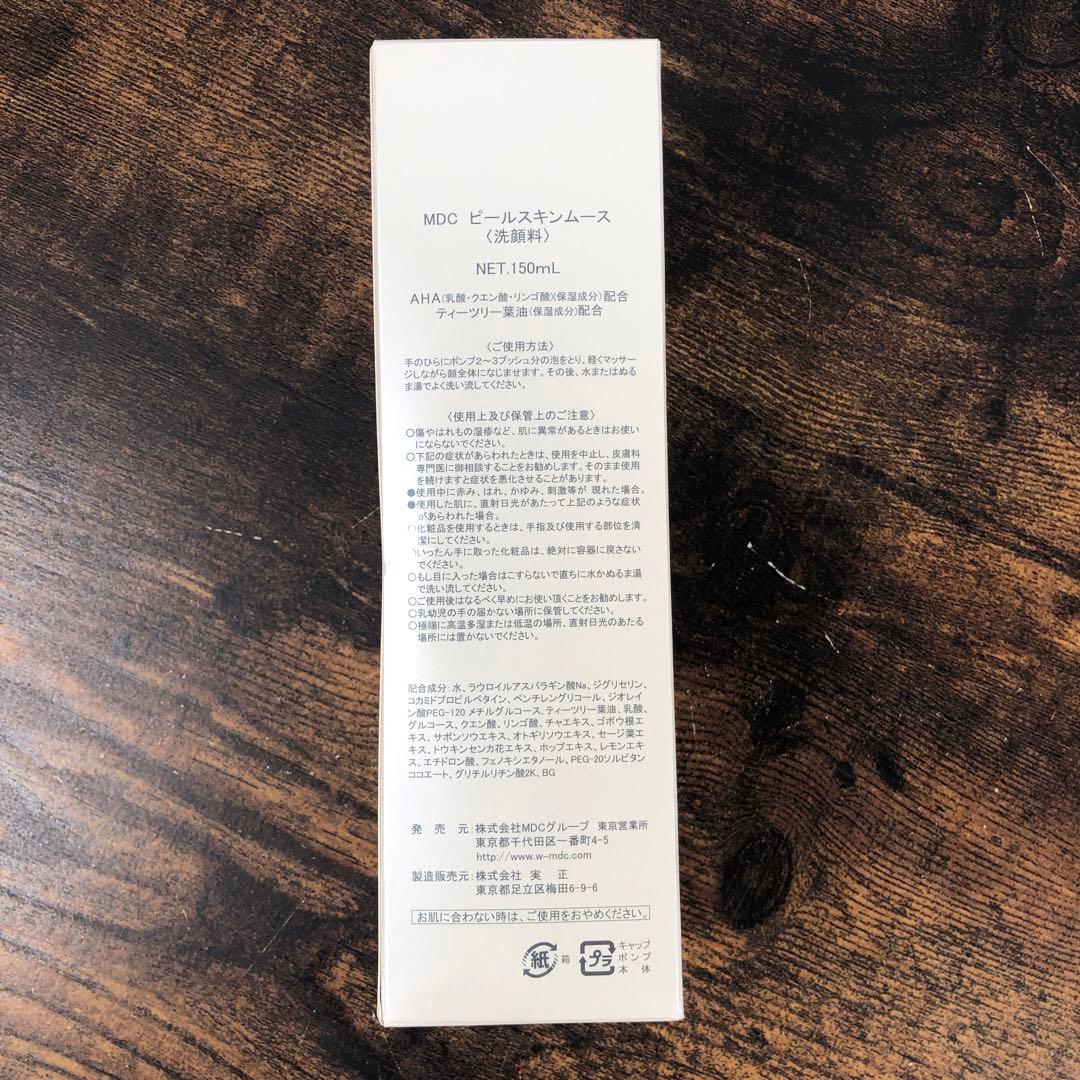 MDC ピールスキンムース
〈洗顔料〉
NET.150mL
AHA(乳酸・クエン酸・リンゴ酸)(保湿成分)配合
ティーツリー葉油(保湿成分)配合
〈ご使用方法〉
手のひらにポンプ2～3プッシュ分の泡をとり、軽くマッサー
ジしながら顔全体になじませます。その後、水またはぬる
ま湯でよく洗い流してください。
〈使用上及び保管上のご注意〉
○傷やはれもの湿疹など、肌に異常があるときはお使い
にならないでください。
○下記の症状があらわれたときは、使用を中止し、皮膚科
専門医に御相談することをお勧めします。そのまま使用
を続けますと症状を悪化させることがあります。
●使用中に赤み、はれ、かゆみ、刺激等が 現れた場合。
●使用した肌に、直射日光があたって上記のような症状
があらわれた場合。
○化粧品を使用するときは、手指及び使用する部位を清
潔にしてください。
○いったん手に取った化粧品は、絶対に容器に戻さない
でください。
○もし目に入った場合はこすらないで直ちに水かぬるま湯
で洗い流してください。
○ご使用後はなるべく早めにお使い頂くことをお勧めします。
○乳幼児の手の届かない場所に保管してください。
○極端に高温多湿または低温の場所、直射日光のあたる
場所には置かないでください。
配合成分:水、ラウロイルアスパラギン酸Na、ジグリセリン、
コカミドプロピルベタイン、ペンチレングリコール、ジオレイ
ン酸PEG-120 メチルグルコース、ティーツリー葉油、乳酸、
グルコース、クエン酸、リンゴ酸、チャエキス、ゴボウ根エ
キス、サボンソウエキス、オトギリソウエキス、セージ葉エ
キス、トウキンセンカ花エキス、ホップエキス、レモンエキ
ス、エチドロン酸、フェノキシエタノール、PEG-20ソルビタン
ココエート、グリチルリチン酸2K、BG
発 売 元:株式会社MDCグループ 東京営業所
東京都千代田区一番町4-5
http://www.w-mdc.com
製造販売元:株式会社 実 正
東京都足立区梅田6-9-6
お肌に合わない時は、ご使用をおやめください。
紙 箱
プラ キャップ
ポンプ
本 体